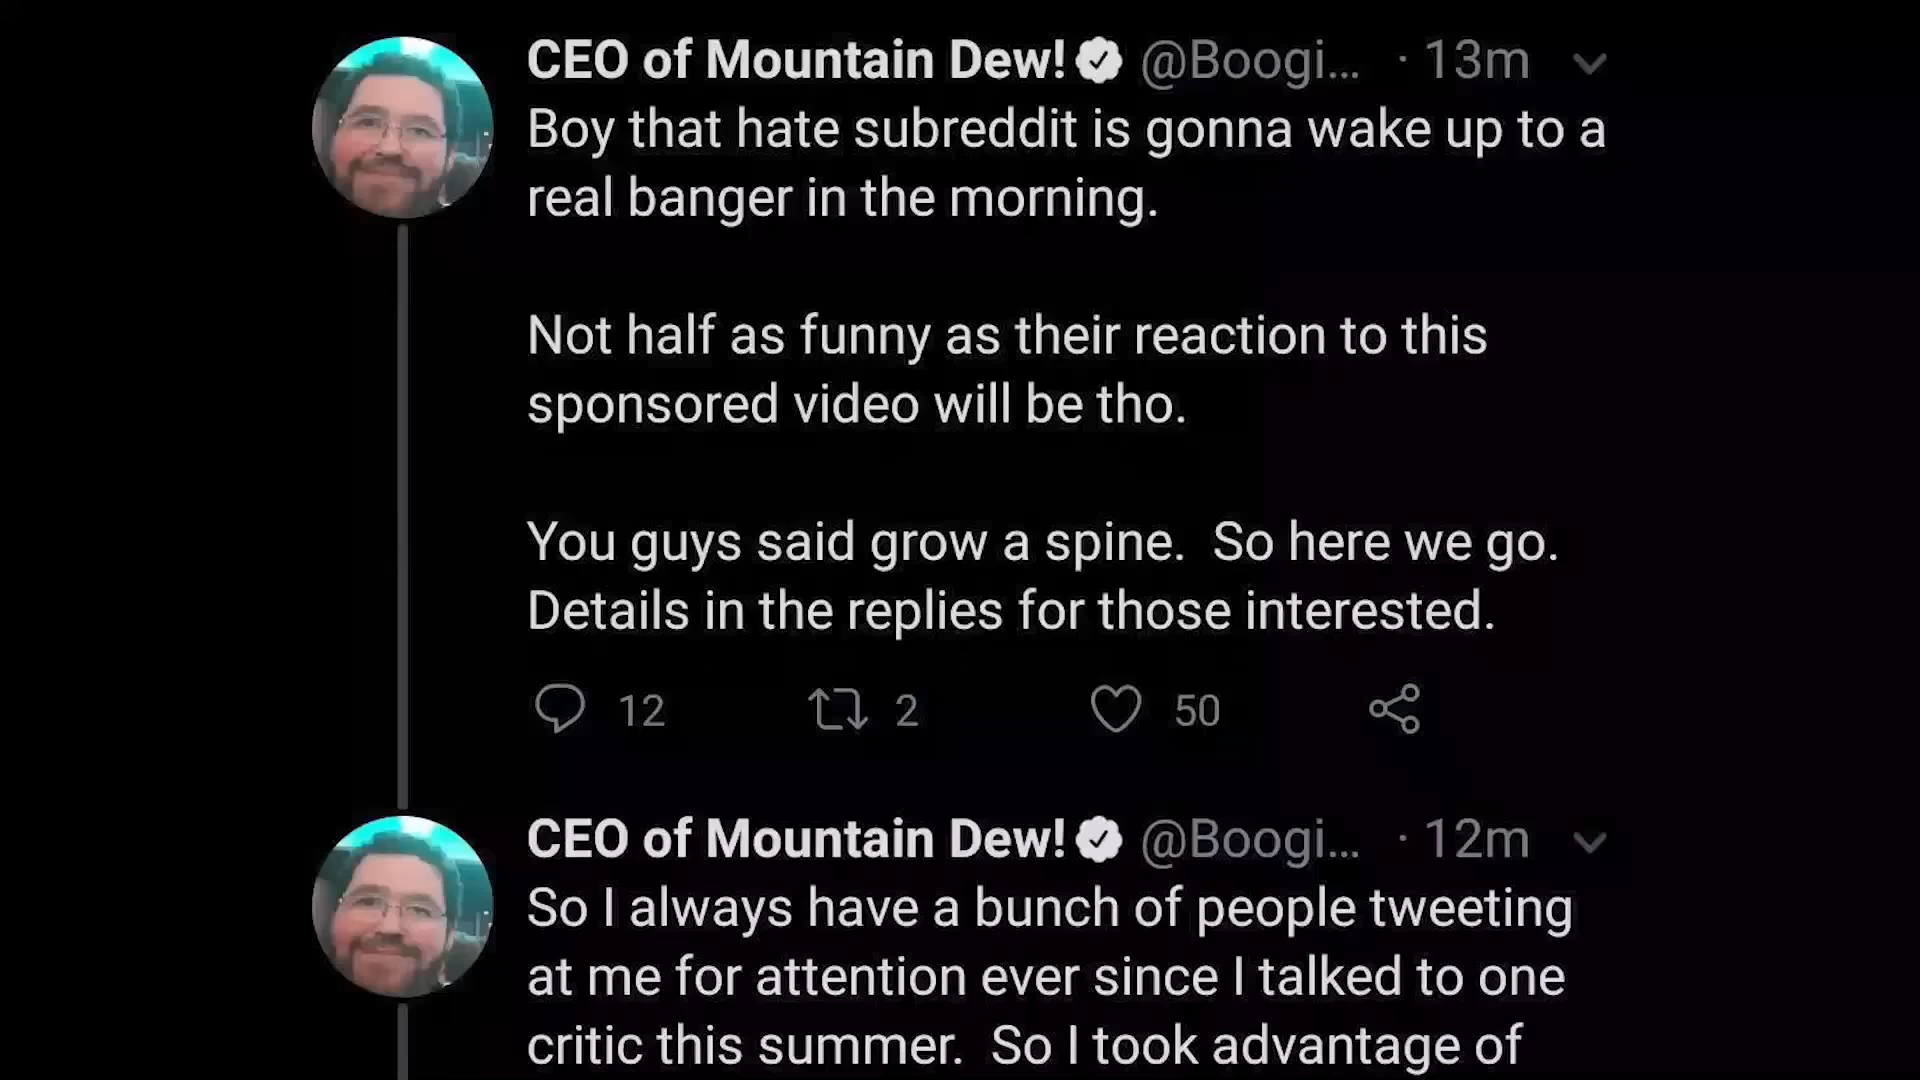 CEO of Mountain Dew! @Boogi... · 13m
Boy that hate subreddit is gonna wake up to a
real banger in the morning.
Not half as funny as their reaction to this
sponsored video will be tho.
You guys said grow a spine.  So here we go.
Details in the replies for those interested.
12 2 50
CEO of Mountain Dew! @Boogi... · 12m
So I always have a bunch of people tweeting
at me for attention ever since I talked to one
critic this summer.  So I took advantage of